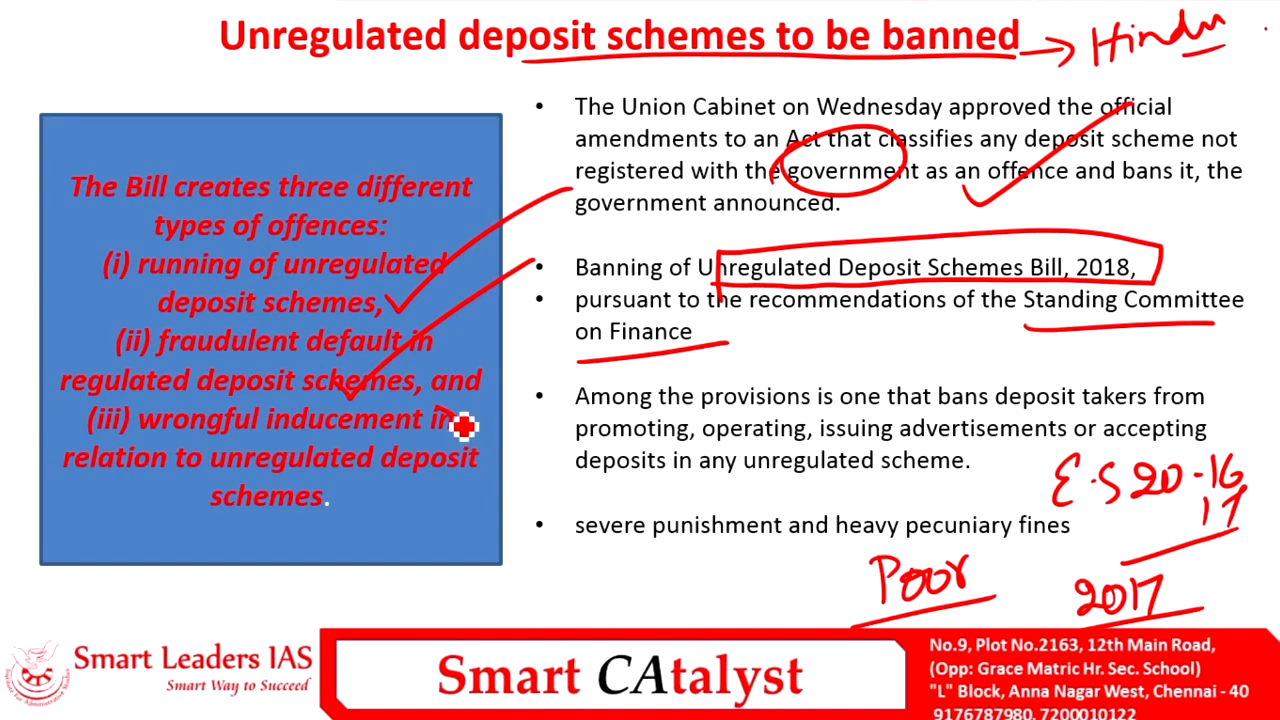 Unregulated deposit schemes to be banned
Hindu
The Bill creates three different
types of offences:
(i) running of unregulated
deposit schemes,
(ii) fraudulent default in
regulated deposit schemes, and
(iii) wrongful inducement in
relation to unregulated deposit
schemes.
• The Union Cabinet on Wednesday approved the official
amendments to an Act that classifies any deposit scheme not
registered with the government as an offence and bans it, the
government announced.
• Banning of Unregulated Deposit Schemes Bill, 2018,
• pursuant to the recommendations of the Standing Committee
on Finance
• Among the provisions is one that bans deposit takers from
promoting, operating, issuing advertisements or accepting
deposits in any unregulated scheme.
E.S 20-16
17
• severe punishment and heavy pecuniary fines
Poor
2017
Smart Leaders IAS
Smart Way to Succeed
Smart CAtalyst
No.9, Plot No.2163, 12th Main Road,
(Opp: Grace Matric Hr. Sec. School)
"L" Block, Anna Nagar West, Chennai - 40
9176787980, 7200010122